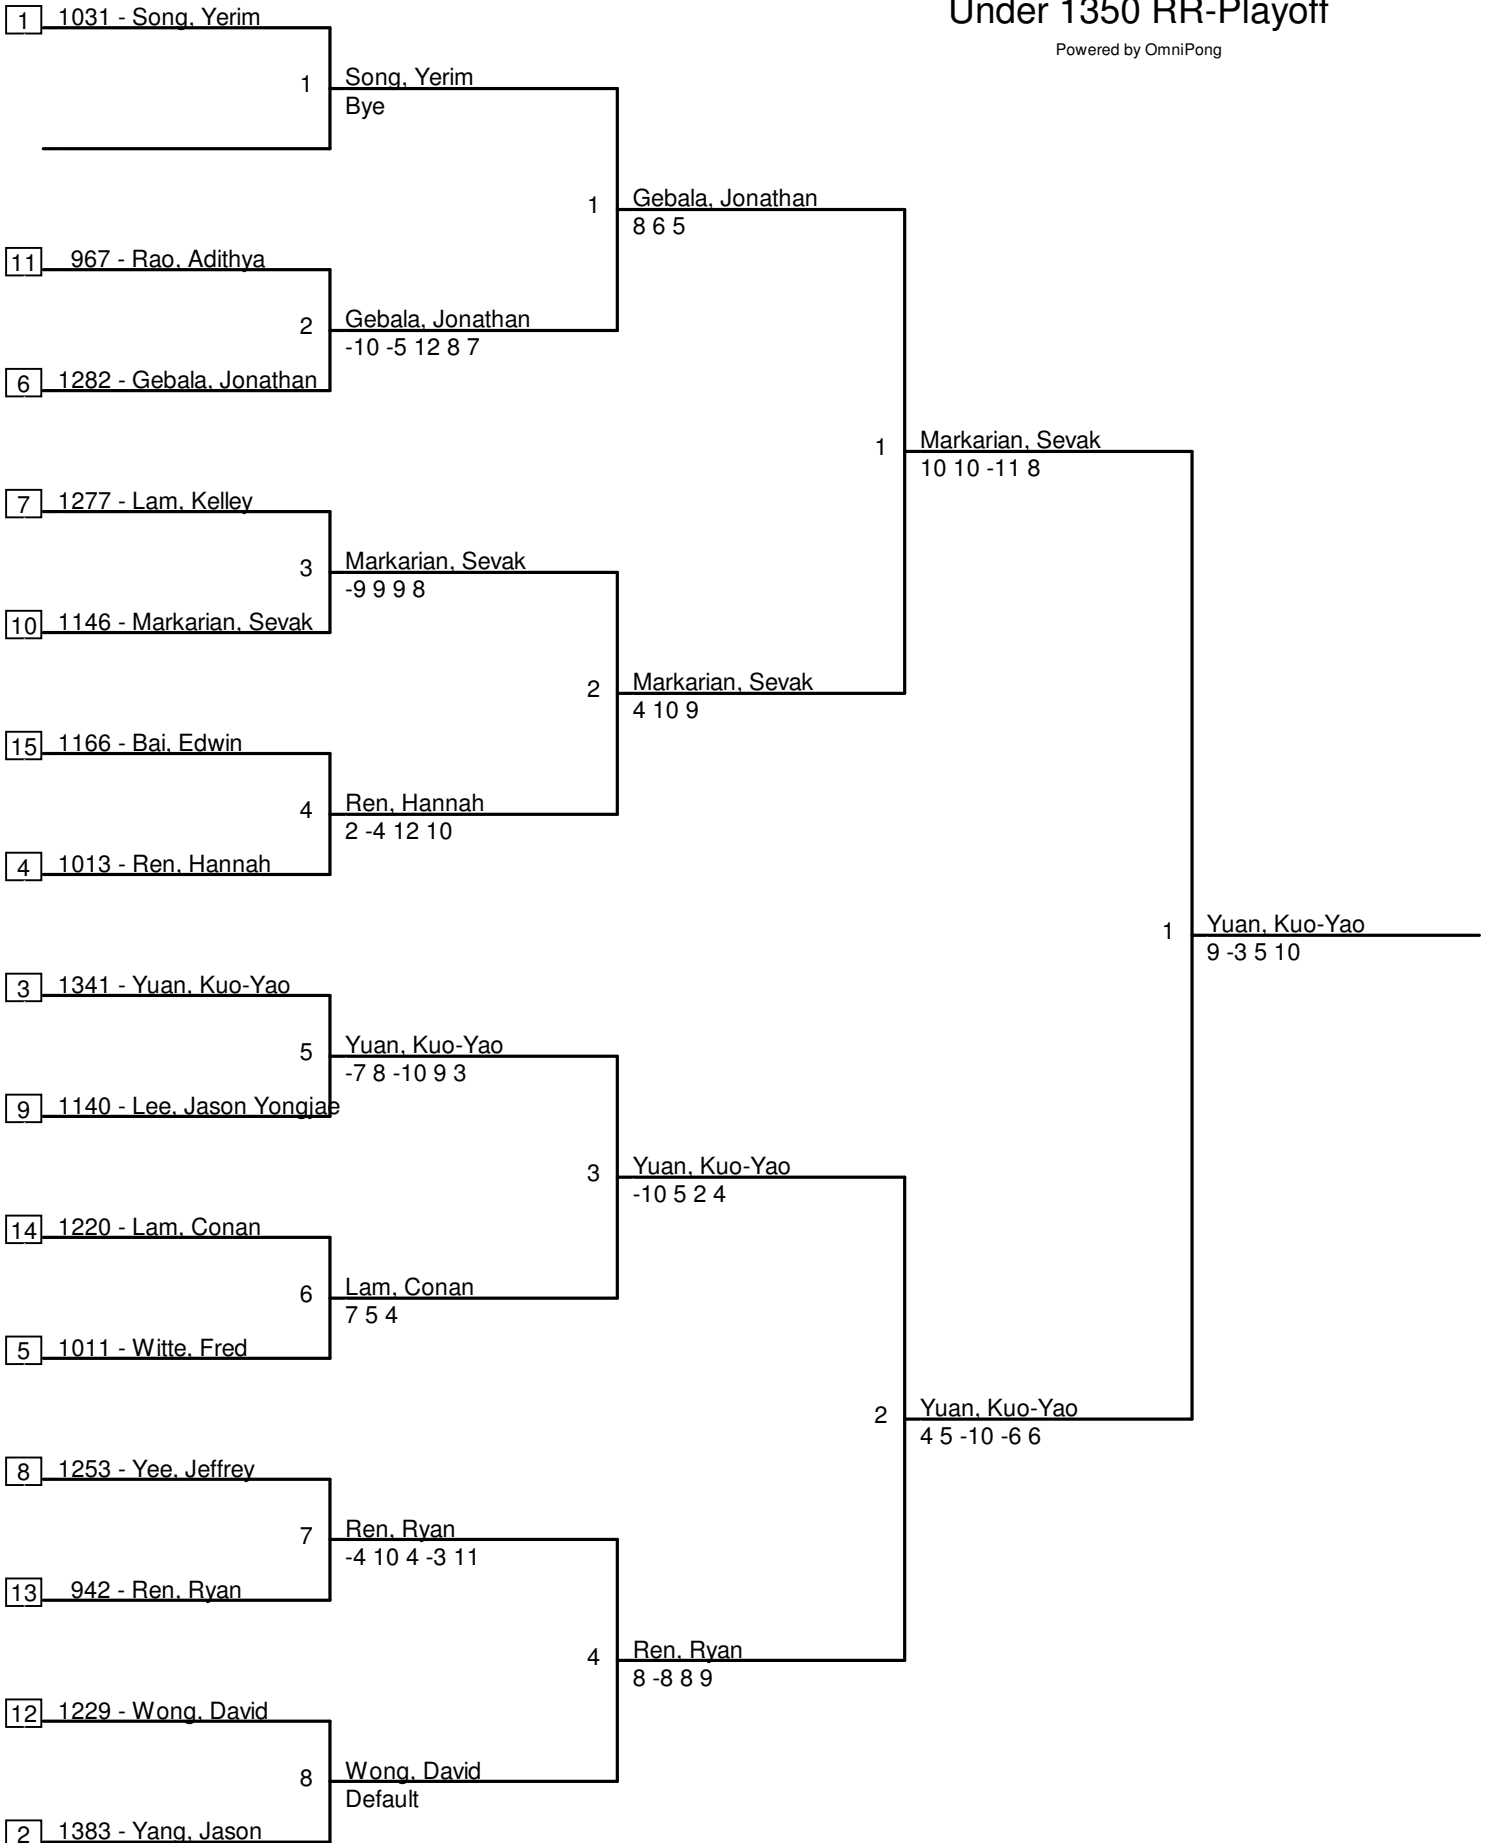 Under 1350 RR-Playoff
Powered by OmniPong
1 1031 - Song, Yerim
1 Song, Yerim
Bye
1 Gebala, Jonathan
8 6 5
11 967 - Rao, Adithya
2 Gebala, Jonathan
-10 -5 12 8 7
6 1282 - Gebala, Jonathan
1 Markarian, Sevak
10 10 -11 8
7 1277 - Lam, Kelley
3 Markarian, Sevak
-9 9 9 8
10 1146 - Markarian, Sevak
2 Markarian, Sevak
4 10 9
15 1166 - Bai, Edwin
4 Ren, Hannah
2 -4 12 10
4 1013 - Ren, Hannah
1 Yuan, Kuo-Yao
9 -3 5 10
3 1341 - Yuan, Kuo-Yao
5 Yuan, Kuo-Yao
-7 8 -10 9 3
9 1140 - Lee, Jason Yongjae
3 Yuan, Kuo-Yao
-10 5 2 4
14 1220 - Lam, Conan
6 Lam, Conan
7 5 4
5 1011 - Witte, Fred
2 Yuan, Kuo-Yao
4 5 -10 -6 6
8 1253 - Yee, Jeffrey
7 Ren, Ryan
-4 10 4 -3 11
13 942 - Ren, Ryan
4 Ren, Ryan
8 -8 8 9
12 1229 - Wong, David
8 Wong, David
Default
2 1383 - Yang, Jason